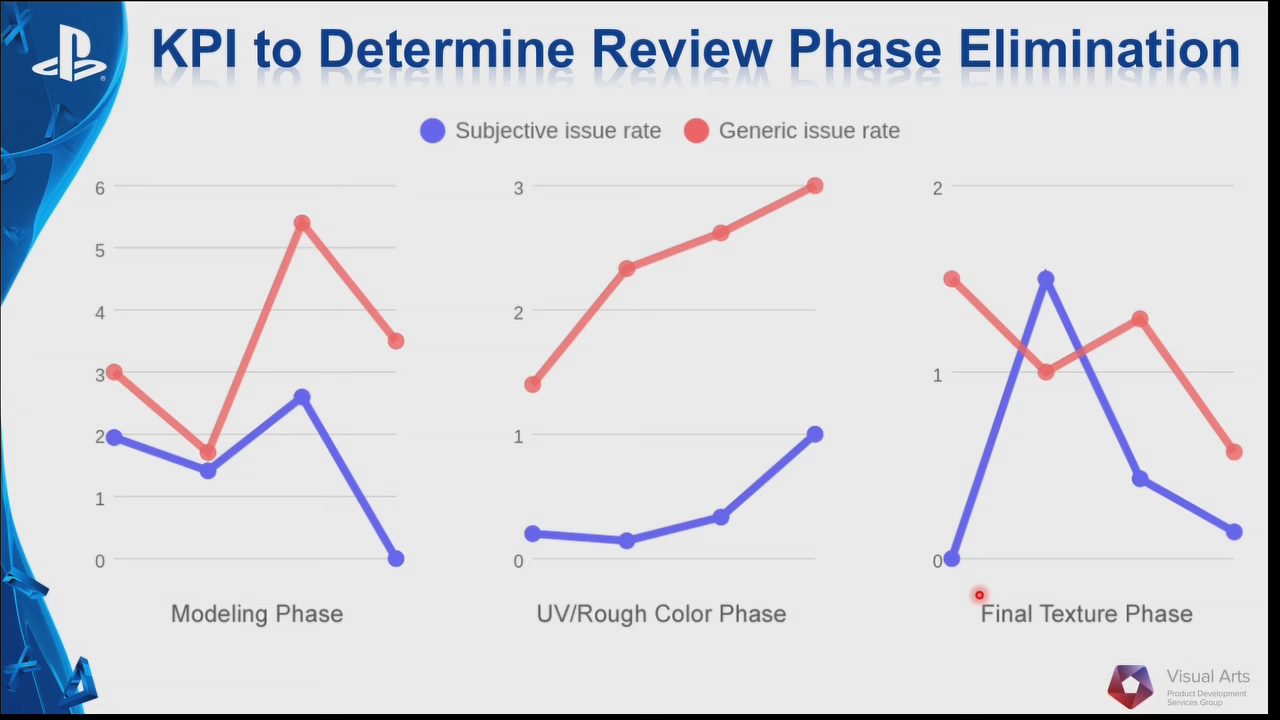 KPI to Determine Review Phase Elimination
Subjective issue rate
Generic issue rate
6
5
4
3
2
1
0
Modeling Phase
3
2
1
0
UV/Rough Color Phase
2
1
0
Final Texture Phase
Visual Arts
Product Development
Services Group